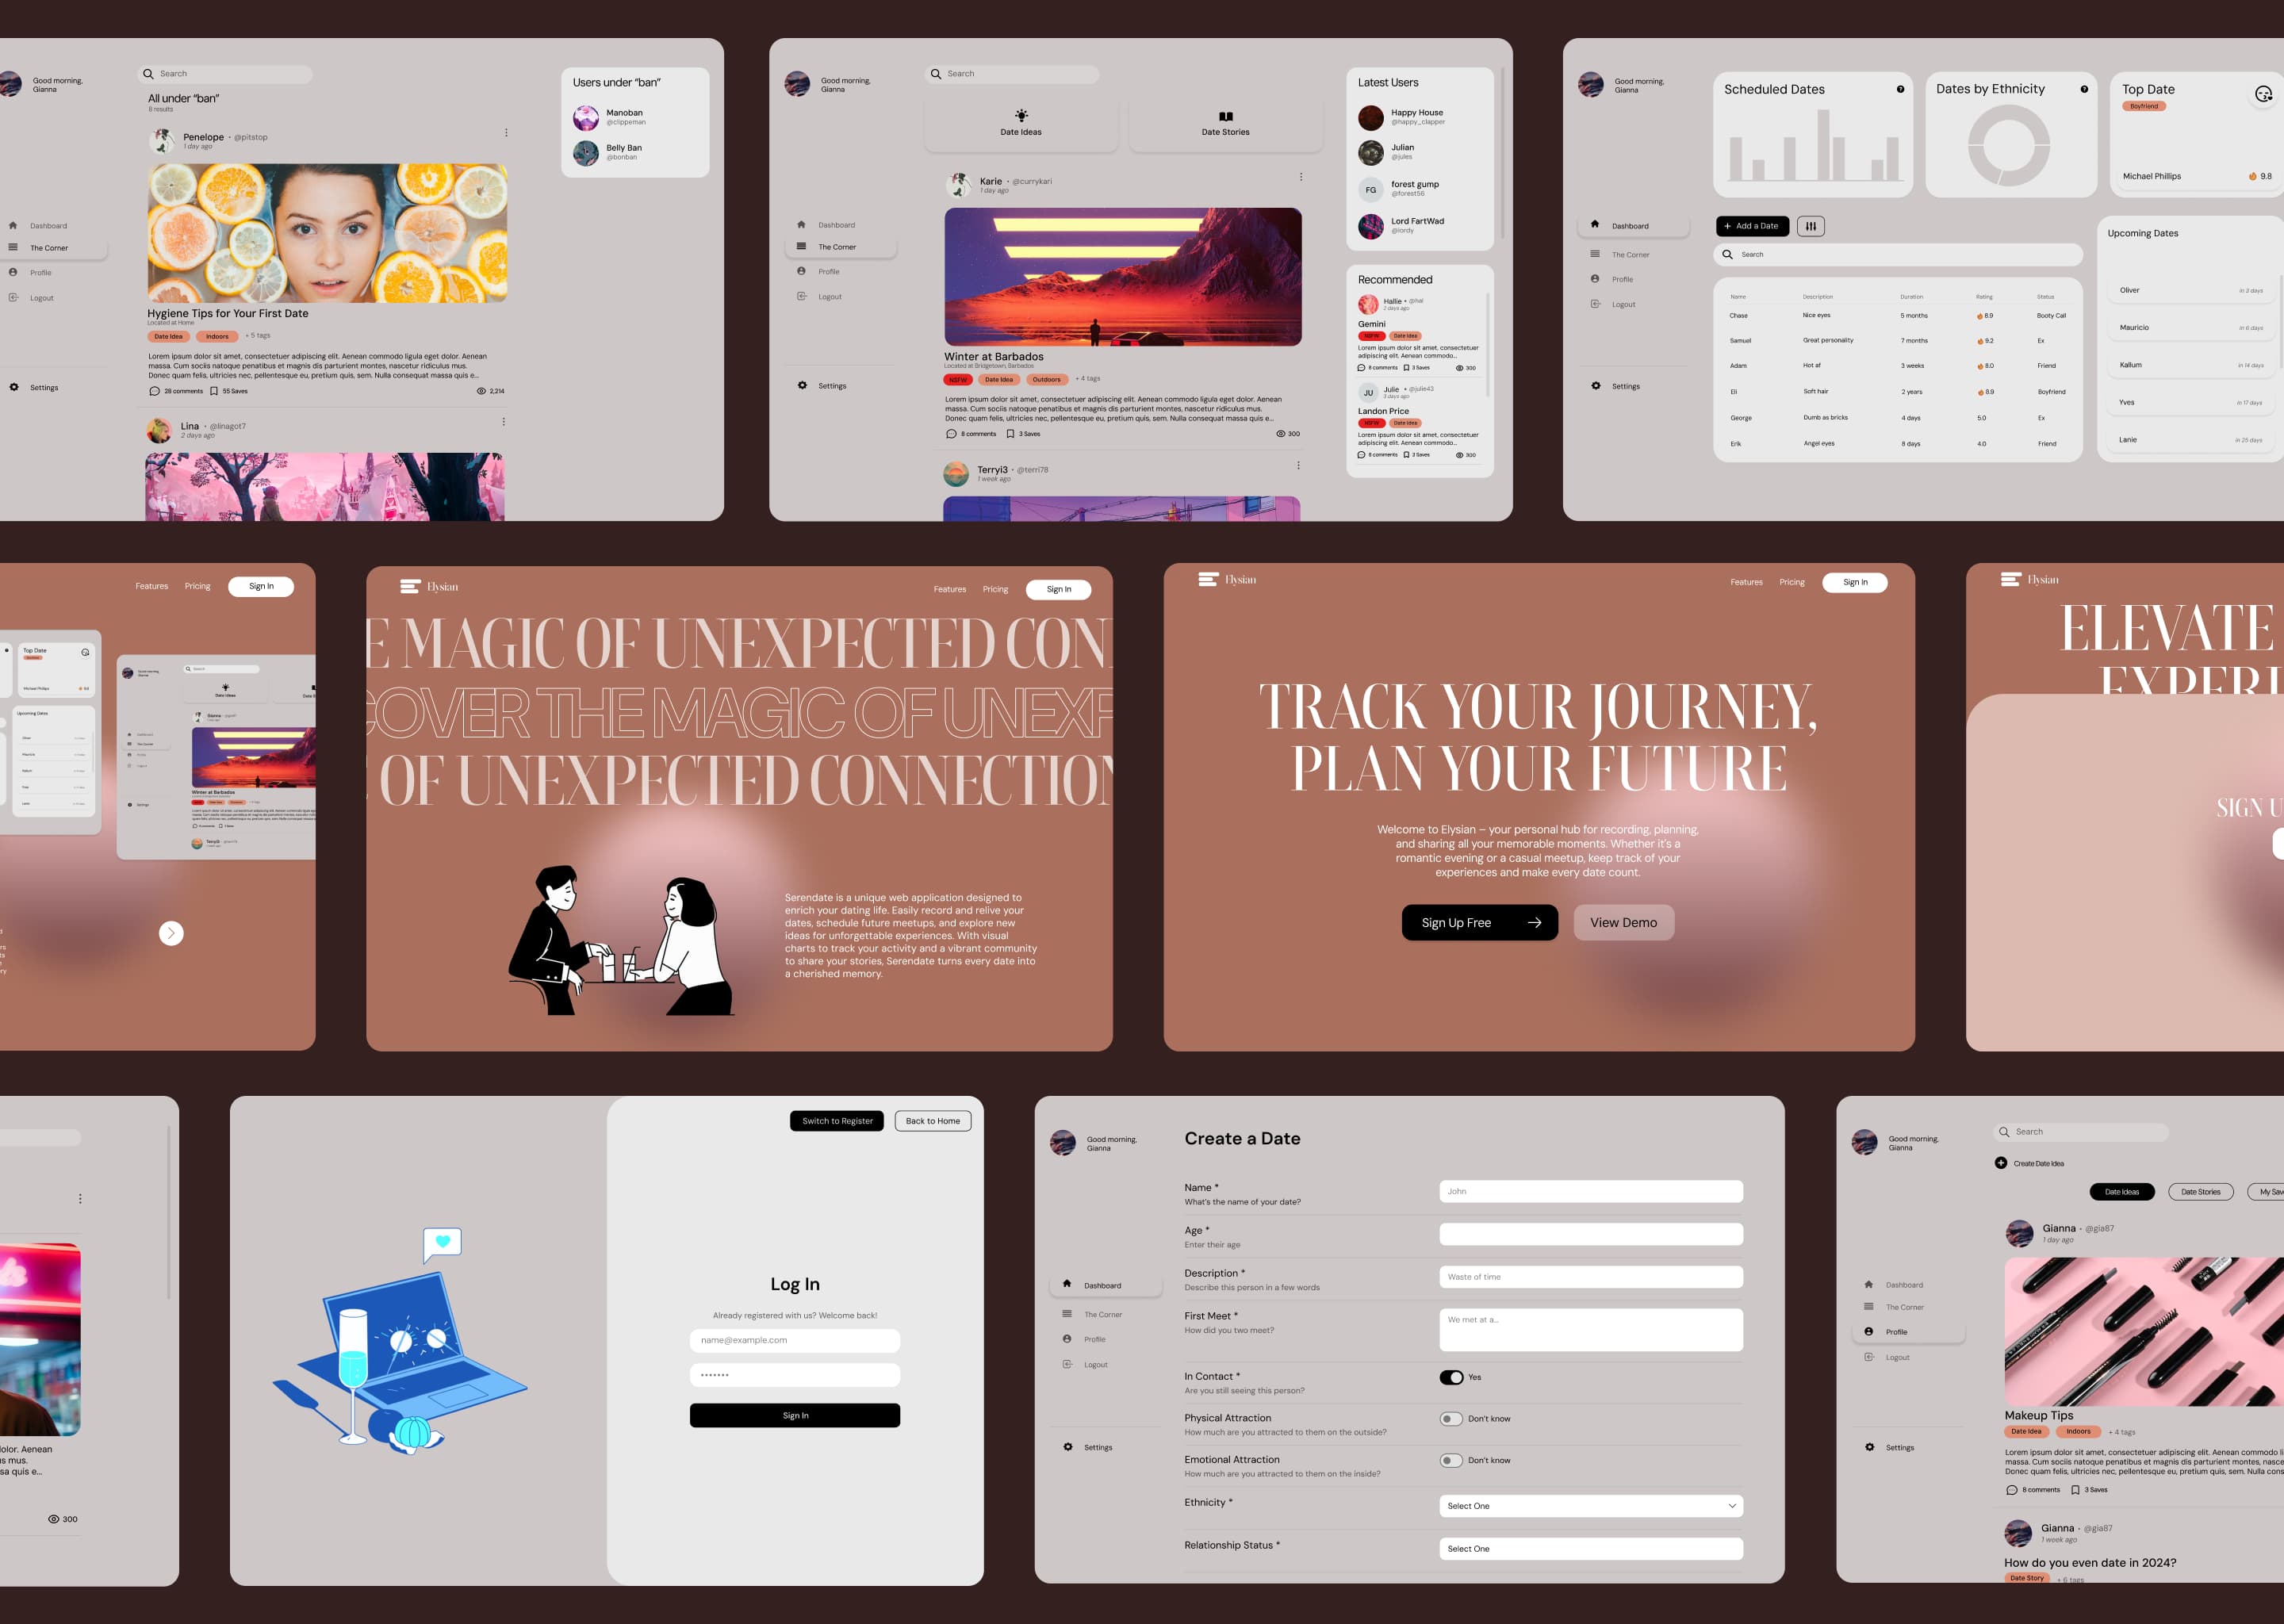 Good morning,
Gianna
Search
All under “ban”
8 results
Penelope • @pitstop
1 day ago
Dashboard
The Corner
Profile
Logout
Settings
Hygiene Tips for Your First Date
Located at Home
Date Idea
Indoors
+ 5 tags
Lorem ipsum dolor sit amet, consectetuer adipiscing elit. Aenean commodo ligula eget dolor. Aenean
massa. Cum sociis natoque penatibus et magnis dis parturient montes, nascetur ridiculus mus.
Donec quam felis, ultricies nec, pellentesque eu, pretium quis, sem. Nulla consequat massa quis e...
28 comments
55 Saves
2,214
Lina • @linagot7
2 days ago
Users under “ban”
Manoban
@clippeman
Belly Ban
@bonban
Good morning,
Gianna
Search
Date Ideas
Date Stories
Karie • @currykari
1 day ago
Dashboard
The Corner
Profile
Logout
Settings
Winter at Barbados
Located at Bridgetown, Barbados
NSFW
Date Idea
Outdoors
+ 4 tags
Lorem ipsum dolor sit amet, consectetuer adipiscing elit. Aenean commodo ligula eget dolor. Aenean
massa. Cum sociis natoque penatibus et magnis dis parturient montes, nascetur ridiculus mus.
Donec quam felis, ultricies nec, pellentesque eu, pretium quis, sem. Nulla consequat massa quis e...
8 comments
3 Saves
300
Terryi3 • @terri78
1 week ago
Latest Users
Happy House
@happy_clapper
Julian
@jules
FG
forest gump
@forest56
Lord FartWad
@lordy
Recommended
Hallie • @hal
2 days ago
Gemini
NSFW
Date Idea
Lorem ipsum dolor sit amet, consectetuer
adipiscing elit. Aenean commodo...
8 comments
3 Saves
300
JU
Julie • @julie43
3 days ago
Landon Price
NSFW
Date Idea
Lorem ipsum dolor sit amet, consectetuer
adipiscing elit. Aenean commodo...
8 comments
3 Saves
300
Good morning,
Gianna
Dashboard
The Corner
Profile
Logout
Settings
Scheduled Dates
Dates by Ethnicity
Top Date
Boyfriend
Michael Phillips
9.8
+ Add a Date
Search
Name Description Duration Rating Status
Chase Nice eyes 5 months 8.9 Booty Call
Samuel Great personality 7 months 9.2 Ex
Adam Hot af 3 weeks 8.0 Friend
Eli Soft hair 2 years 8.9 Boyfriend
George Dumb as bricks 4 days 5.0 Ex
Erik Angel eyes 8 days 4.0 Friend
Upcoming Dates
Oliver in 3 days
Mauricio in 6 days
Kallum in 14 days
Yves in 17 days
Lanie in 25 days
Features
Pricing
Sign In
Top Date
Michael Phillips
Upcoming Dates
Date Ideas
Winter at Barbados
Elysian
Features
Pricing
Sign In
E MAGIC OF UNEXPECTED CON
COVER THE MAGIC OF UNEXP
OF UNEXPECTED CONNECTION
Serendate is a unique web application designed to
enrich your dating life. Easily record and relive your
dates, schedule future meetups, and explore new
ideas for unforgettable experiences. With visual
charts to track your activity and a vibrant community
to share your stories, Serendate turns every date into
a cherished memory.
Elysian
Features
Pricing
Sign In
TRACK YOUR JOURNEY,
PLAN YOUR FUTURE
Welcome to Elysian – your personal hub for recording, planning,
and sharing all your memorable moments. Whether it's a
romantic evening or a casual meetup, keep track of your
experiences and make every date count.
Sign Up Free
View Demo
Elysian
ELEVATE
EXPERI
SIGN U
olor. Aenean
s mus.
sa quis e...
300
Switch to Register
Back to Home
Log In
Already registered with us? Welcome back!
name@example.com
Sign In
Good morning,
Gianna
Dashboard
The Corner
Profile
Logout
Settings
Create a Date
Name *
What's the name of your date?
John
Age *
Enter their age
Description *
Describe this person in a few words
Waste of time
First Meet *
How did you two meet?
We met at a...
In Contact *
Are you still seeing this person?
Yes
Physical Attraction
How much are you attracted to them on the outside?
Don't know
Emotional Attraction
How much are you attracted to them on the inside?
Don't know
Ethnicity *
Select One
Relationship Status *
Select One
Good morning,
Gianna
Dashboard
The Corner
Profile
Logout
Settings
Search
Create Date Idea
Date Ideas
Date Stories
My Sav
Gianna • @gia87
1 day ago
Makeup Tips
Date Idea
Indoors
+ 4 tags
Lorem ipsum dolor sit amet, consectetuer adipiscing elit. Aenean commodo li
massa. Cum sociis natoque penatibus et magnis dis parturient montes, nasce
Donec quam felis, ultricies nec, pellentesque eu, pretium quis, sem. Nulla cons
8 comments
3 Saves
Gianna • @gia87
1 week ago
How do you even date in 2024?
Date Story
+ 6 tags